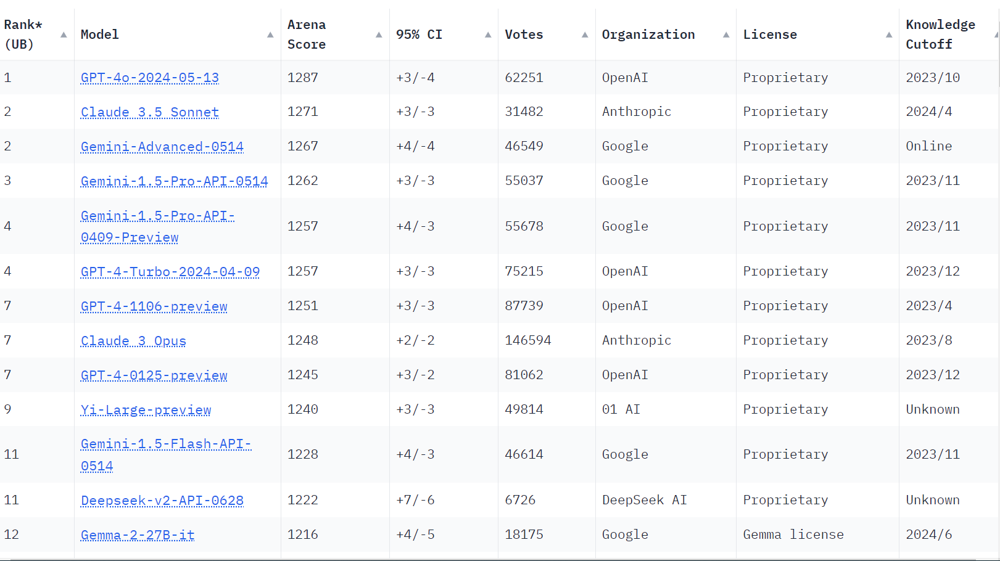 Rank* (UB) ▲ Model ▲ Arena Score ▲ 95% CI ▲ Votes ▲ Organization ▲ License ▲ Knowledge Cutoff ▲
1 GPT-4o-2024-05-13 1287 +3/-4 62251 OpenAI Proprietary 2023/10
2 Claude 3.5 Sonnet 1271 +3/-3 31482 Anthropic Proprietary 2024/4
2 Gemini-Advanced-0514 1267 +4/-4 46549 Google Proprietary Online
3 Gemini-1.5-Pro-API-0514 1262 +3/-3 55037 Google Proprietary 2023/11
4 Gemini-1.5-Pro-API-0409-Preview 1257 +4/-3 55678 Google Proprietary 2023/11
4 GPT-4-Turbo-2024-04-09 1257 +3/-3 75215 OpenAI Proprietary 2023/12
7 GPT-4-1106-preview 1251 +3/-3 87739 OpenAI Proprietary 2023/4
7 Claude 3 Opus 1248 +2/-2 146594 Anthropic Proprietary 2023/8
7 GPT-4-0125-preview 1245 +3/-2 81062 OpenAI Proprietary 2023/12
9 Yi-Large-preview 1240 +3/-3 49814 01 AI Proprietary Unknown
11 Gemini-1.5-Flash-API-0514 1228 +4/-3 46614 Google Proprietary 2023/11
11 Deepseek-v2-API-0628 1222 +7/-6 6726 DeepSeek AI Proprietary Unknown
12 Gemma-2-27B-it 1216 +4/-5 18175 Google Gemma license 2024/6